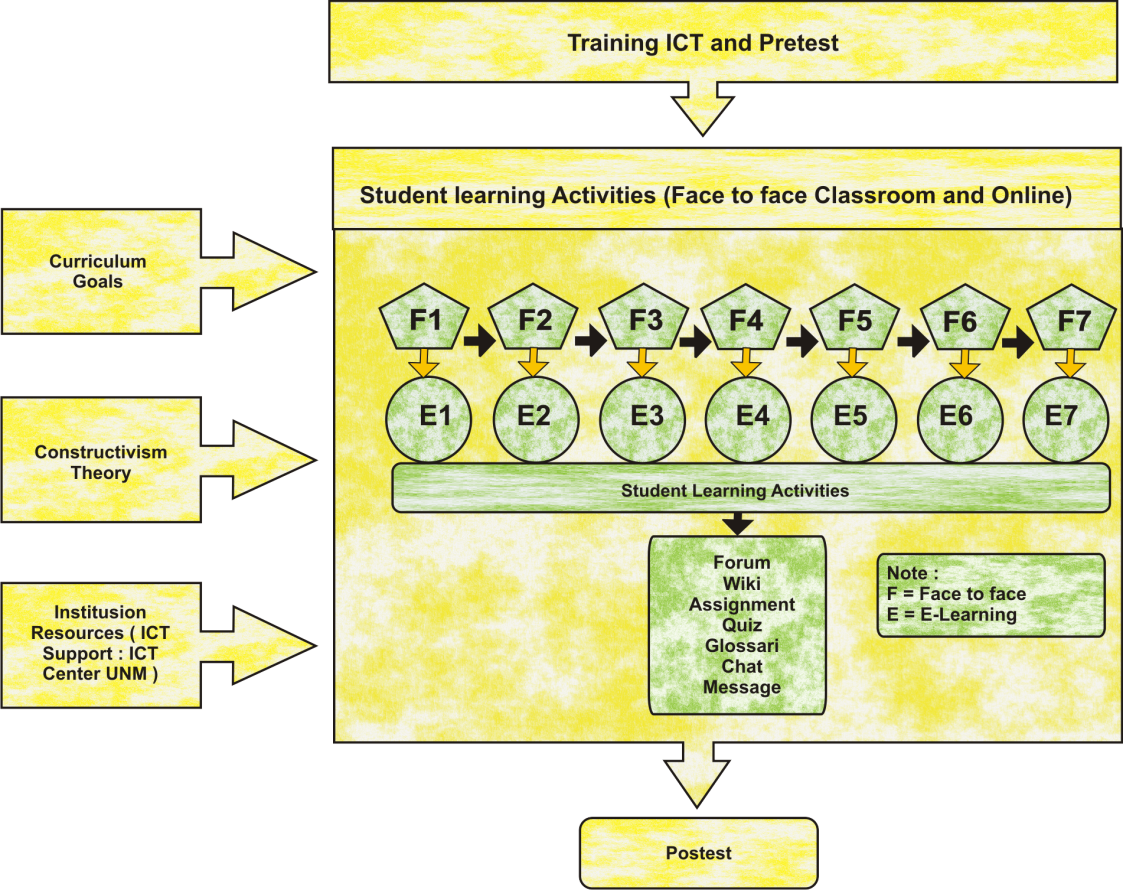 Training ICT and Pretest
Student learning Activities (Face to face Classroom and Online)
Curriculum
Goals
F1 F2 F3 F4 F5 F6 F7
E1 E2 E3 E4 E5 E6 E7
Constructivism
Theory
Student Learning Activities
Forum
Wiki
Assignment
Quiz
Glossari
Chat
Message
Note :
F = Face to face
E = E-Learning
Institusion
Resources ( ICT
Support : ICT
Center UNM )
Postest